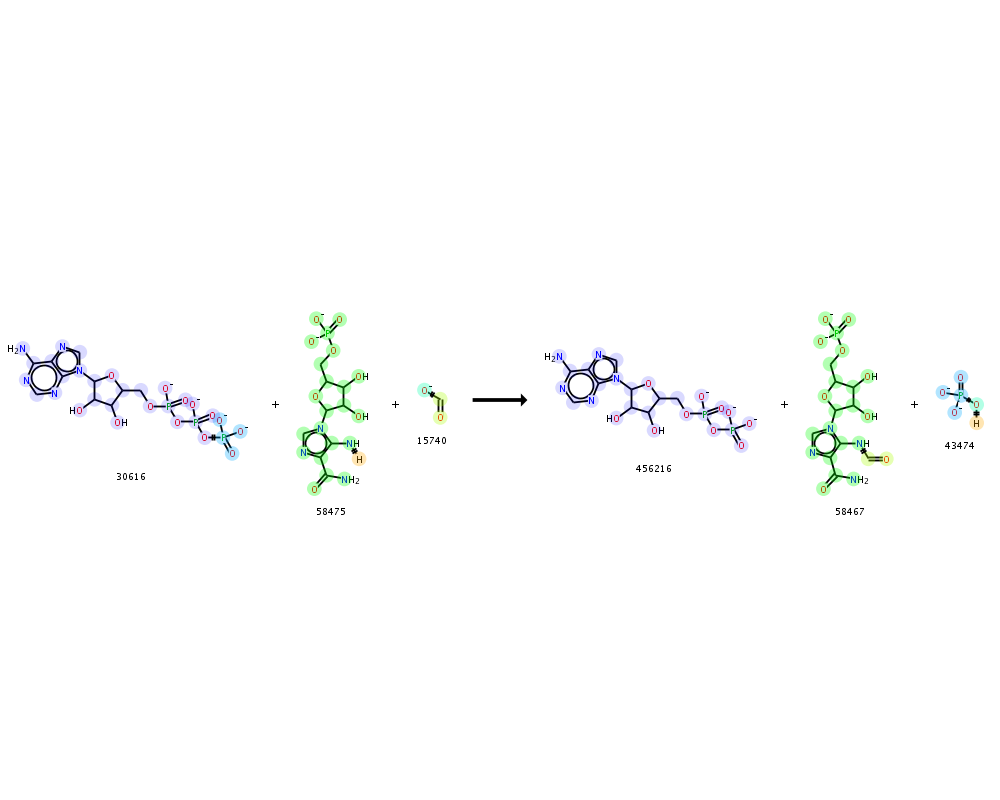 O⁻ P O O⁻ O
O⁻ P O O⁻ O
O⁻ P O⁻ O O
H₂N N N N N O O P O O⁻ O P O⁻ O O P O⁻ O⁻ O
HO OH
30616
+
O⁻ O P O⁻ O OH O OH N N NH H O NH₂
58475
+
O⁻ O
15740
H₂N N N N N O O P O⁻ O O P O⁻ O⁻ O
HO OH
456216
+
O⁻ O P O⁻ O OH O OH N N NH O O NH₂
58467
+
O O⁻ P O O⁻ H
43474